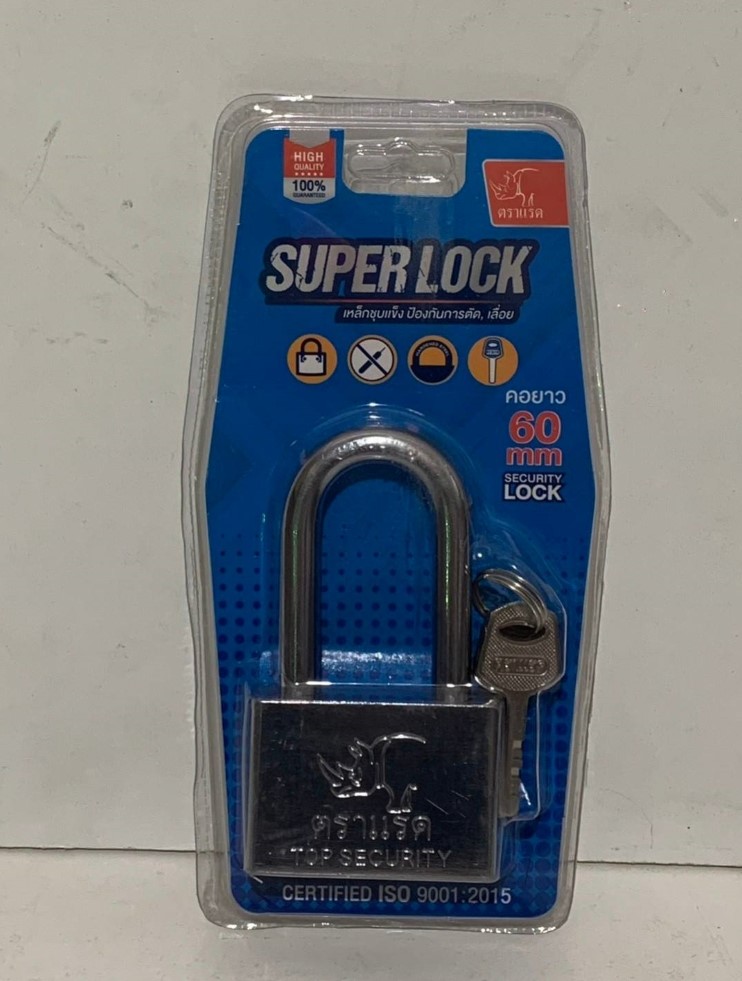 HIGH
QUALITY
100%
GUARANTEED
ตราแรด
SUPER LOCK
เหล็กชุบแข็ง ป้องกันการตัด, เลื่อย
คอยาว
60
mm
SECURITY
LOCK
ตราแรด
TOP SECURITY
CERTIFIED ISO 9001:2015